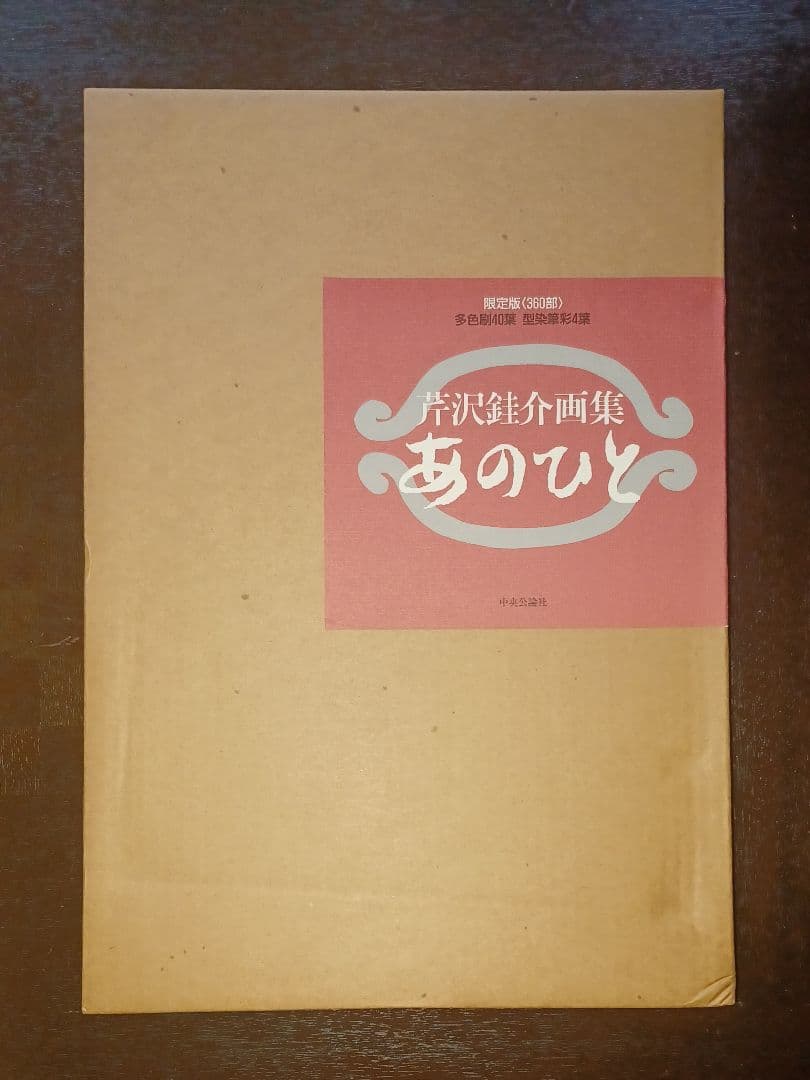 限定版〈360部〉
多色刷40葉 型染筆彩4葉
芹沢銈介画集
あのひと
中央公論社